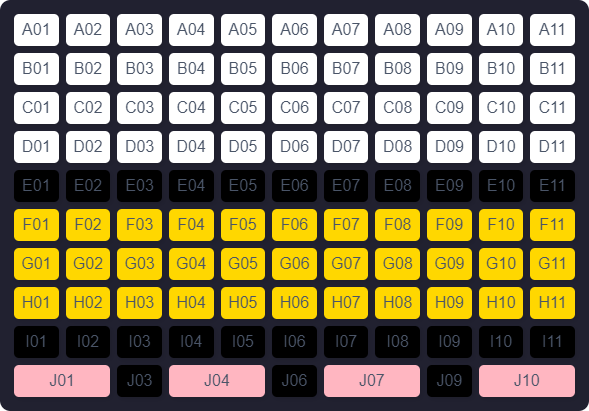 A01 A02 A03 A04 A05 A06 A07 A08 A09 A10 A11
B01 B02 B03 B04 B05 B06 B07 B08 B09 B10 B11
C01 C02 C03 C04 C05 C06 C07 C08 C09 C10 C11
D01 D02 D03 D04 D05 D06 D07 D08 D09 D10 D11
E01 E02 E03 E04 E05 E06 E07 E08 E09 E10 E11
F01 F02 F03 F04 F05 F06 F07 F08 F09 F10 F11
G01 G02 G03 G04 G05 G06 G07 G08 G09 G10 G11
H01 H02 H03 H04 H05 H06 H07 H08 H09 H10 H11
I01 I02 I03 I04 I05 I06 I07 I08 I09 I10 I11
J01 J03 J04 J06 J07 J09 J10